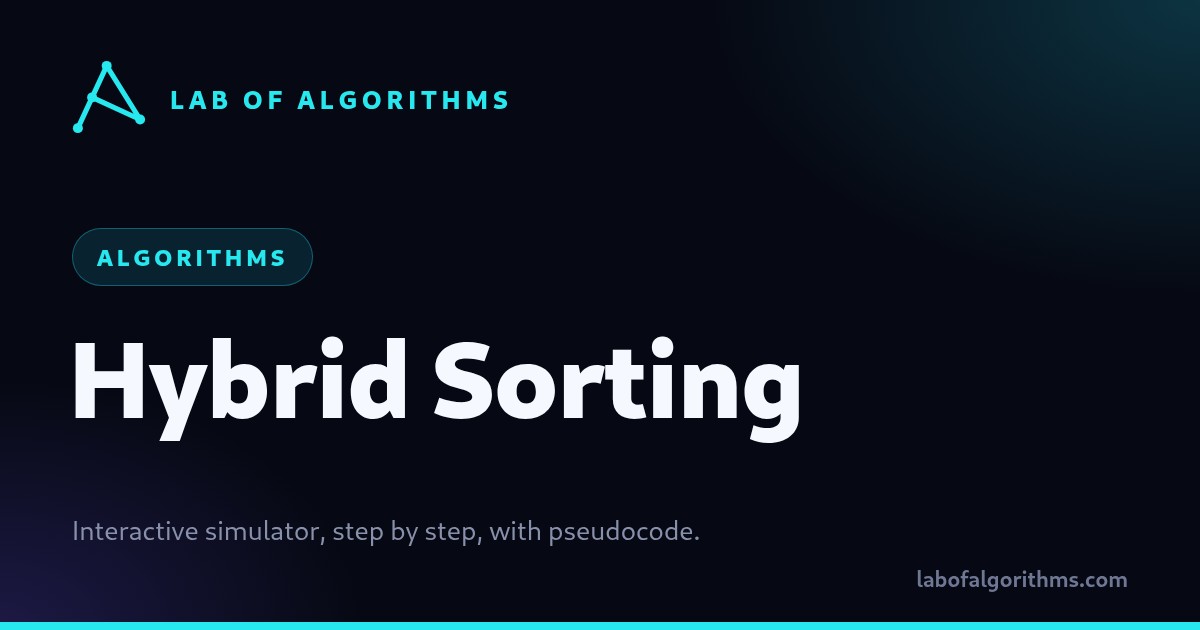 LAB OF ALGORITHMS
ALGORITHMS
Hybrid Sorting
Interactive simulator, step by step, with pseudocode.
labofalgorithms.com